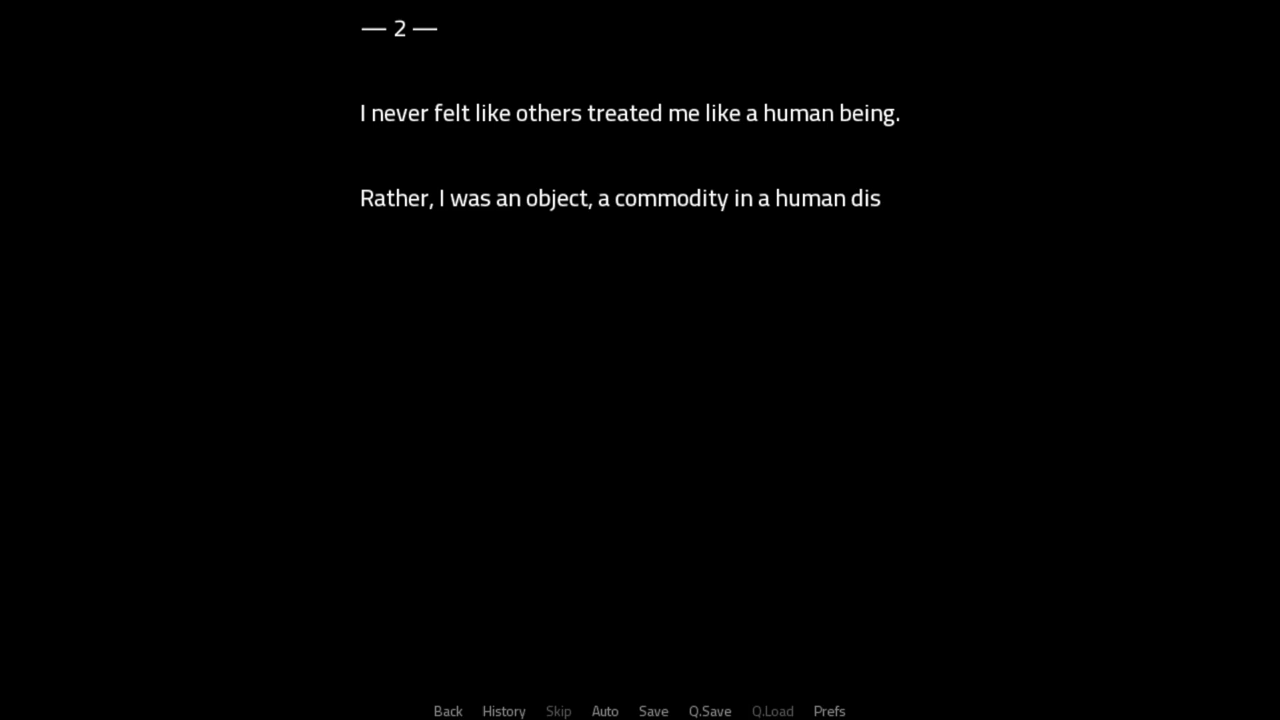 — 2 —
I never felt like others treated me like a human being.
Rather, I was an object, a commodity in a human dis
Back History Skip Auto Save Q.Save Q.Load Prefs